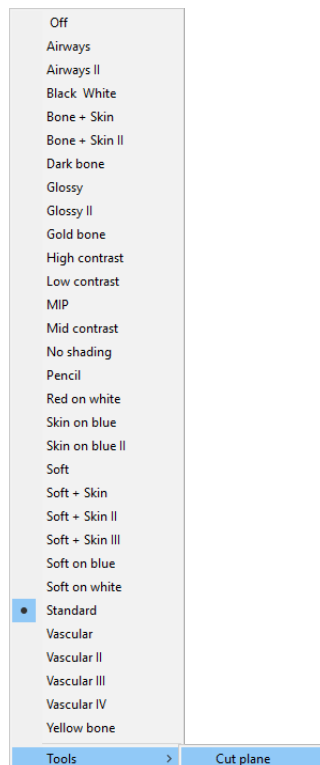 Off
Airways
Airways II
Black White
Bone + Skin
Bone + Skin II
Dark bone
Glossy
Glossy II
Gold bone
High contrast
Low contrast
MIP
Mid contrast
No shading
Pencil
Red on white
Skin on blue
Skin on blue II
Soft
Soft + Skin
Soft + Skin II
Soft + Skin III
Soft on blue
Soft on white
Standard
Vascular
Vascular II
Vascular III
Vascular IV
Yellow bone
Tools > Cut plane